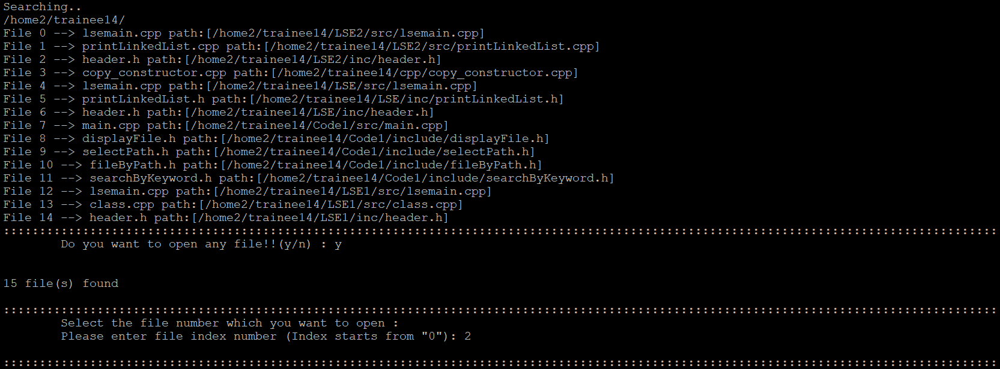 Searching..
/home2/trainee14/
File 0 --> lsemain.cpp path:[/home2/trainee14/LSE2/src/lsemain.cpp]
File 1 --> printLinkedList.cpp path:[/home2/trainee14/LSE2/src/printLinkedList.cpp]
File 2 --> header.h path:[/home2/trainee14/LSE2/inc/header.h]
File 3 --> copy_constructor.cpp path:[/home2/trainee14/cpp/copy_constructor.cpp]
File 4 --> lsemain.cpp path:[/home2/trainee14/LSE/src/lsemain.cpp]
File 5 --> printLinkedList.h path:[/home2/trainee14/LSE/inc/printLinkedList.h]
File 6 --> header.h path:[/home2/trainee14/LSE/inc/header.h]
File 7 --> main.cpp path:[/home2/trainee14/Code1/src/main.cpp]
File 8 --> displayFile.h path:[/home2/trainee14/Code1/include/displayFile.h]
File 9 --> selectPath.h path:[/home2/trainee14/Code1/include/selectPath.h]
File 10 --> fileByPath.h path:[/home2/trainee14/Code1/include/fileByPath.h]
File 11 --> searchByKeyword.h path:[/home2/trainee14/Code1/include/searchByKeyword.h]
File 12 --> lsemain.cpp path:[/home2/trainee14/LSE1/src/lsemain.cpp]
File 13 --> class.cpp path:[/home2/trainee14/LSE1/src/class.cpp]
File 14 --> header.h path:[/home2/trainee14/LSE1/inc/header.h]
::::::::::::::::::::::::::::::::::::::::::::::::::::::::::::::::::::::::::::::::::::::::::::::::::::::::::::::::::::::::::::::::::::::::::
Do you want to open any file!!(y/n) : y
15 file(s) found
::::::::::::::::::::::::::::::::::::::::::::::::::::::::::::::::::::::::::::::::::::::::::::::::::::::::::::::::::::::::::::::::::::::::::
Select the file number which you want to open :
Please enter file index number (Index starts from "0"): 2
::::::::::::::::::::::::::::::::::::::::::::::::::::::::::::::::::::::::::::::::::::::::::::::::::::::::::::::::::::::::::::::::::::::::::